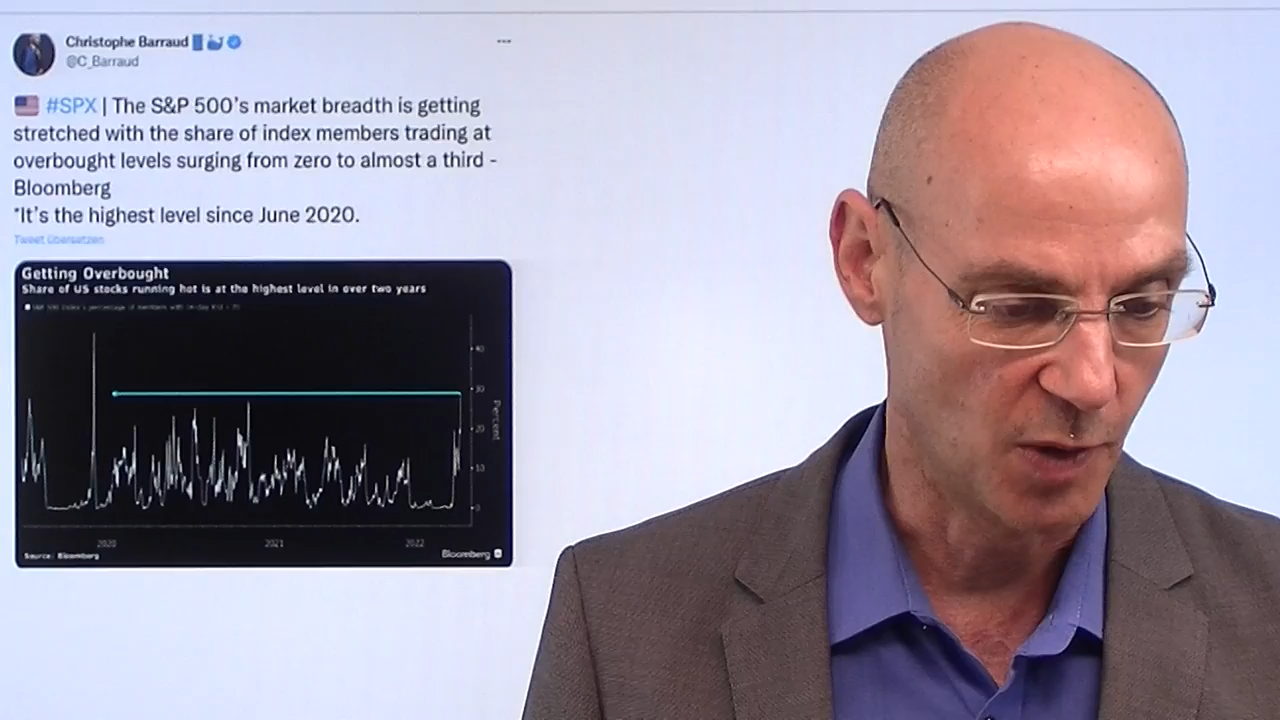 Christophe Barraud
@C_Barraud
#SPX | The S&P 500's market breadth is getting
stretched with the share of index members trading at
overbought levels surging from zero to almost a third -
Bloomberg
*It's the highest level since June 2020.
Tweet übersetzen
Getting Overbought
Share of US stocks running hot is at the highest level in over two years
40
30
20
10
0
Percent
2020 2021 2022
Source: Bloomberg
Bloomberg